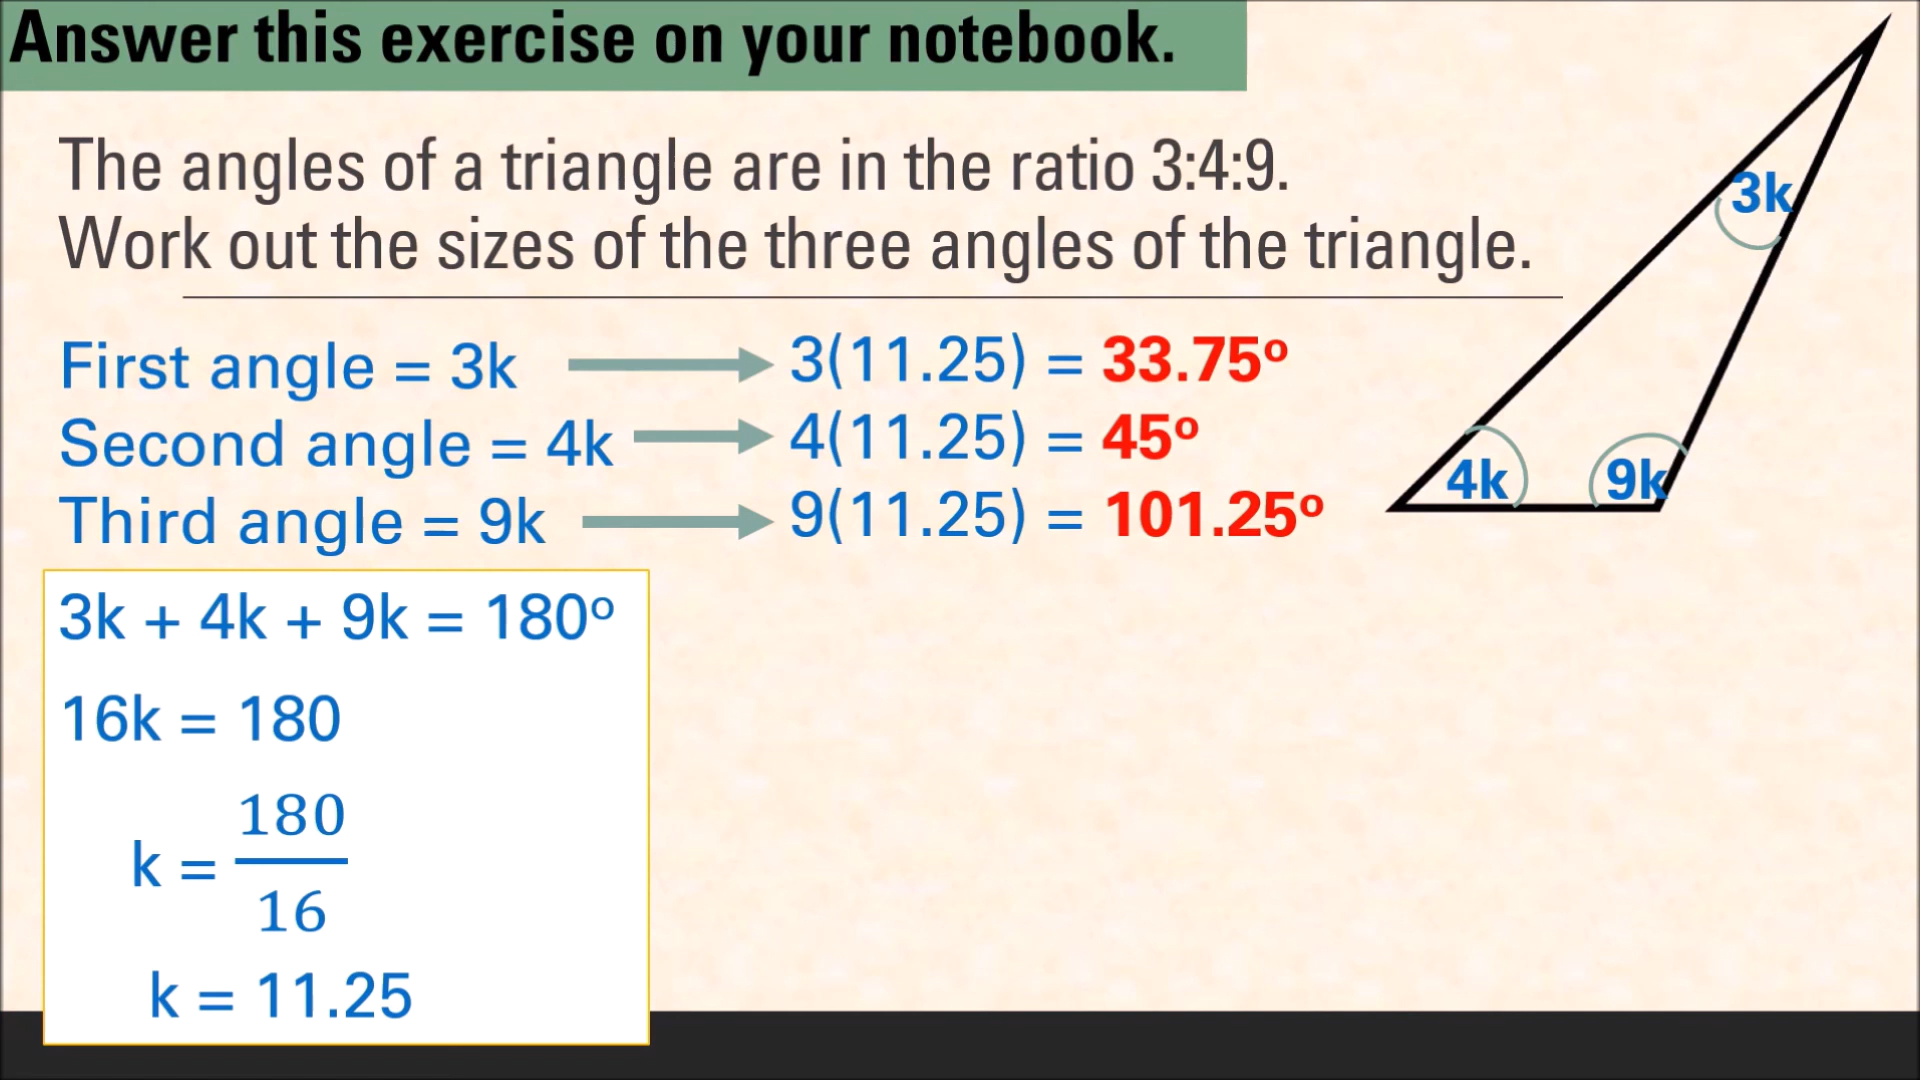 Answer this exercise on your notebook.
The angles of a triangle are in the ratio 3:4:9.
Work out the sizes of the three angles of the triangle.
First angle = 3k 3(11.25) = 33.75º
Second angle = 4k 4(11.25) = 45º
Third angle = 9k 9(11.25) = 101.25º
3k
4k 9k
3k + 4k + 9k = 180º
16k = 180
k = 180/16
k = 11.25